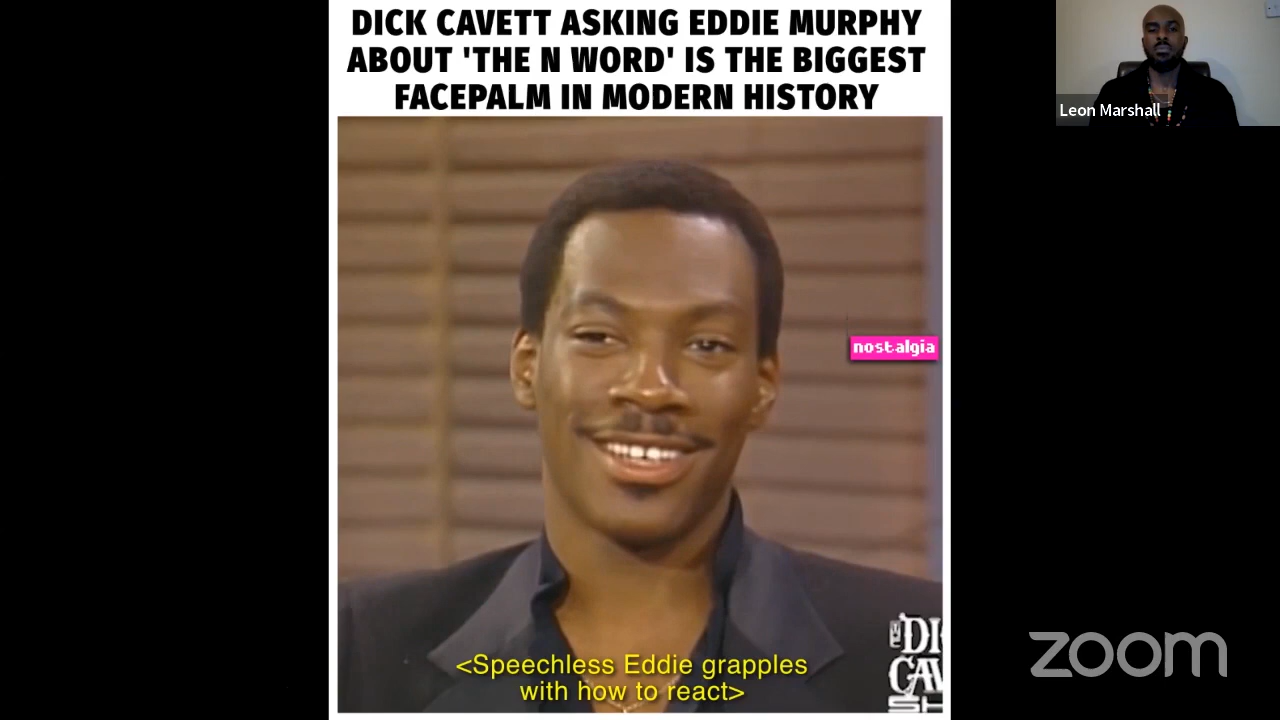 DICK CAVETT ASKING EDDIE MURPHY
ABOUT 'THE N WORD' IS THE BIGGEST
FACEPALM IN MODERN HISTORY
Leon Marshall
nostalgia
<Speechless Eddie grapples
with how to react>
zoom